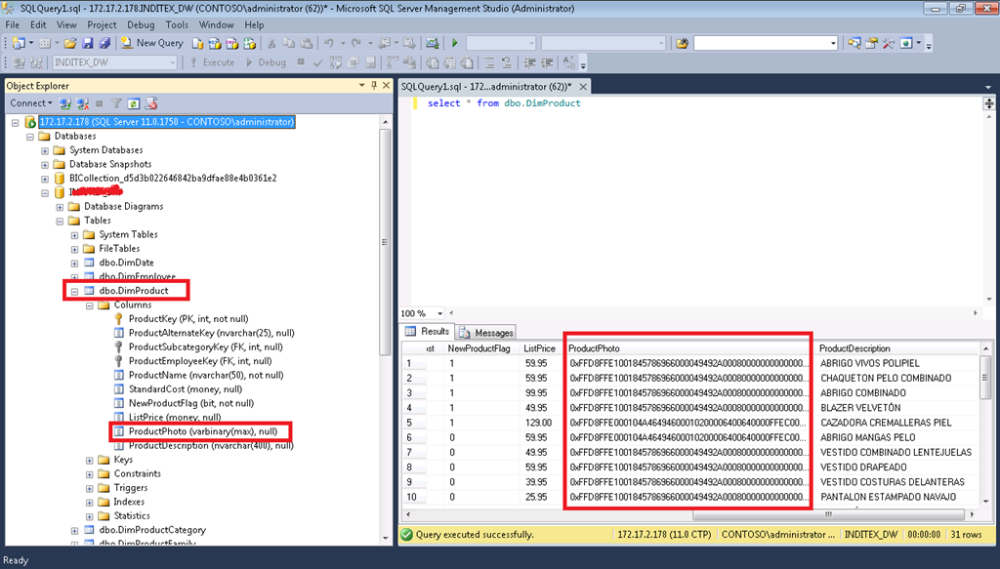 SQLQuery1.sql - 172.17.2.178.INDITEX_DW (CONTOSO\administrator (62))* - Microsoft SQL Server Management Studio (Administrator)
File Edit View Project Debug Tools Window Help
New Query
INDITEX_DW Execute Debug
Object Explorer
Connect
172.17.2.178 (SQL Server 11.0.1750 - CONTOSO\administrator)
Databases
System Databases
Database Snapshots
BICollection_d5d3b022646842ba9dfae88e4b0361e2
Database Diagrams
Tables
System Tables
FileTables
dbo.DimDate
dbo.DimEmployee
dbo.DimProduct
Columns
ProductKey (PK, int, not null)
ProductAlternateKey (nvarchar(25), null)
ProductSubcategoryKey (FK, int, null)
ProductEmployeeKey (FK, int, null)
ProductName (nvarchar(50), not null)
StandardCost (money, null)
NewProductFlag (bit, not null)
ListPrice (money, null)
ProductPhoto (varbinary(max), null)
ProductDescription (nvarchar(400), null)
Keys
Constraints
Triggers
Indexes
Statistics
dbo.DimProductCategory
dbo.DimProductFamily
SQLQuery1.sql - 172...administrator (62))*
select * from dbo.DimProduct
100 %
Results Messages
ost NewProductFlag ListPrice ProductPhoto ProductDescription
1 1 59.95 ABRIGO VIVOS POLIPIEL
2 1 59.95 CHAQUETON PELO COMBINADO
3 1 99.95 ABRIGO COMBINADO
4 1 49.95 BLAZER VELVETÓN
5 1 129.00 CAZADORA CREMALLERAS PIEL
6 0 59.95 ABRIGO MANGAS PELO
7 0 49.95 VESTIDO COMBINADO LENTEJUELAS
8 0 59.95 VESTIDO DRAPEADO
9 0 39.95 VESTIDO COSTURAS DELANTERAS
10 0 25.95 PANTALON ESTAMPADO NAVAJO
Query executed successfully. 172.17.2.178 (11.0 CTP) CONTOSO\administrator ... INDITEX_DW 00:00:00 31 rows
Ready